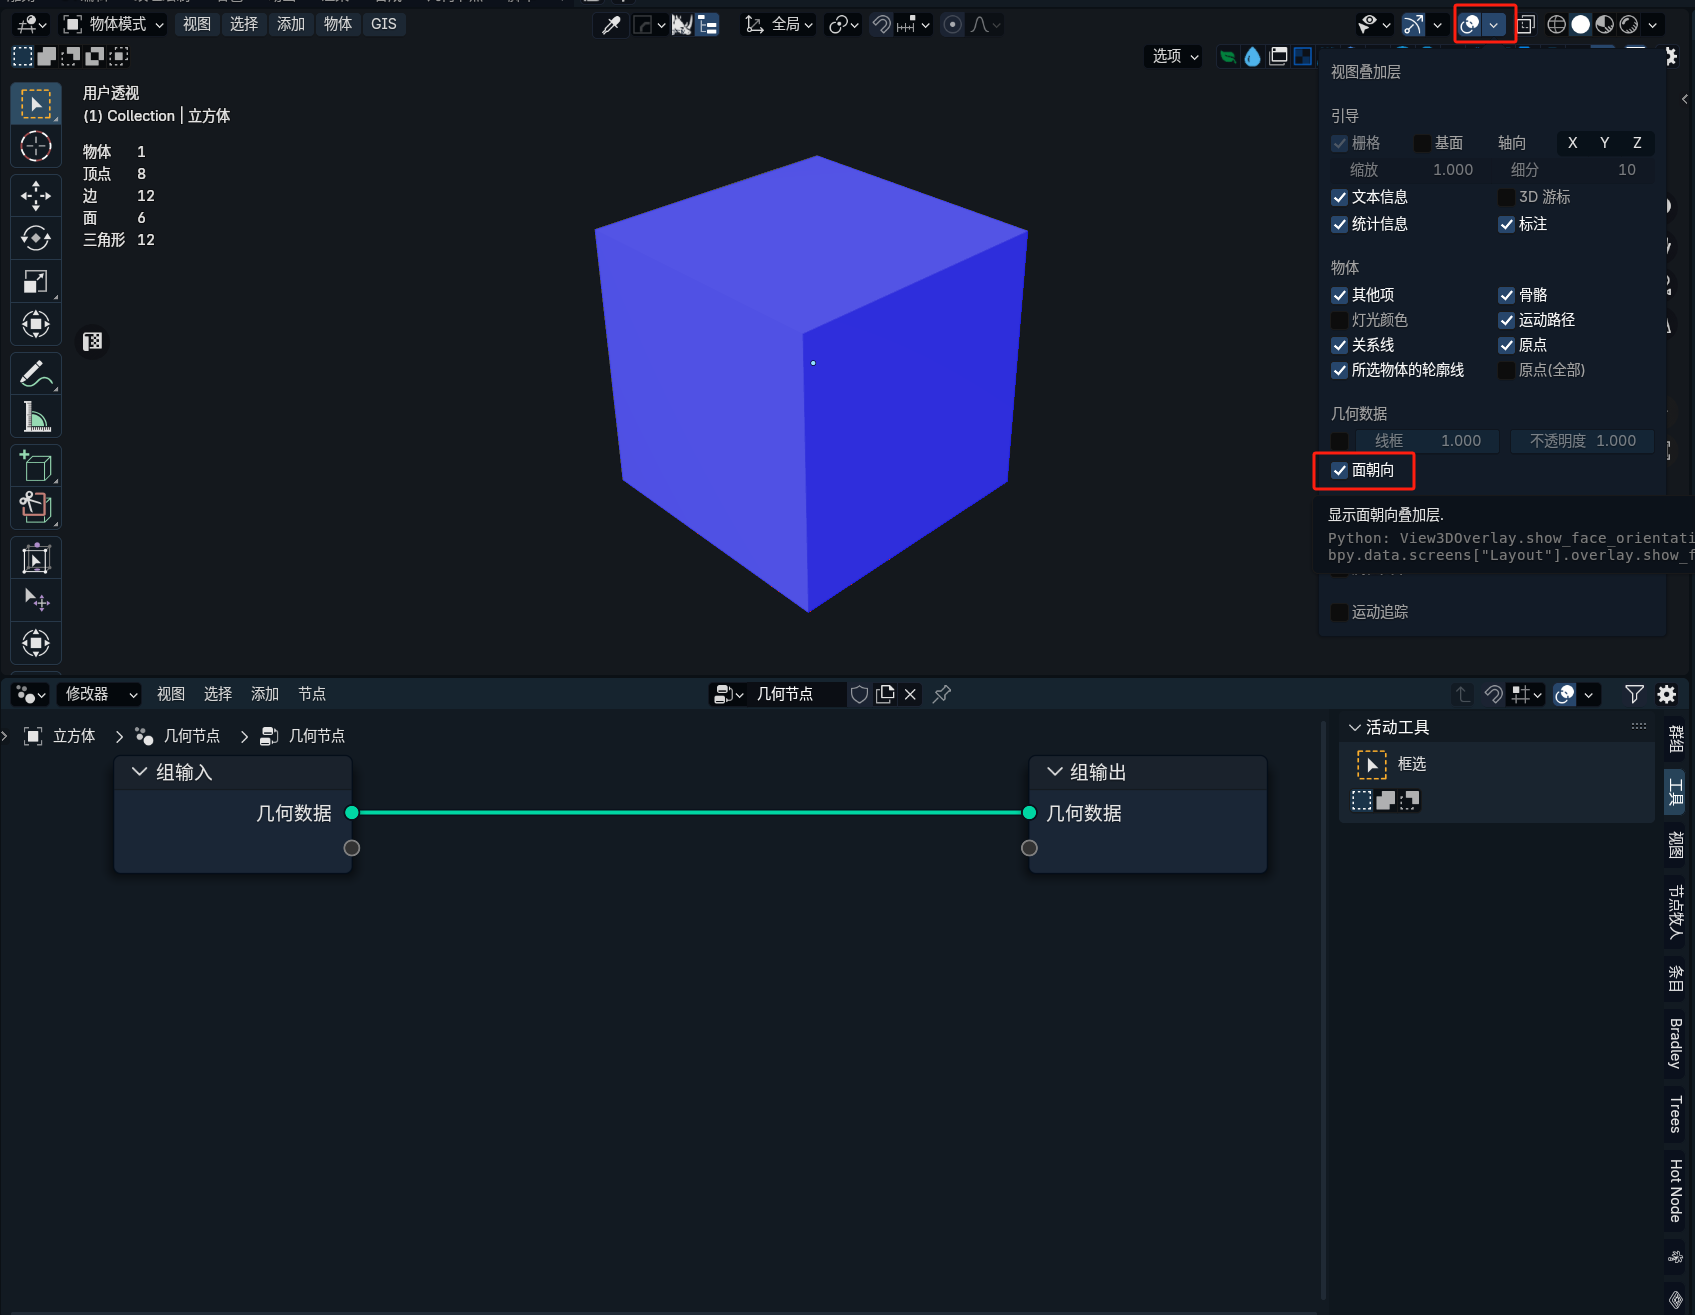 物体模式
视图
选择
添加
物体
GIS
全局
选项
用户透视
(1) Collection | 立方体
物体 1
顶点 8
边 12
面 6
三角形 12
视图叠加层
引导
栅格
基面
轴向
X Y Z
缩放 1.000
细分 10
文本信息
3D 游标
统计信息
标注
物体
其他项
骨骼
灯光颜色
运动路径
关系线
原点
所选物体的轮廓线
原点(全部)
几何数据
线框 1.000
不透明度 1.000
面朝向
显示面朝向叠加层.
Python: View3DOverlay.show_face_orientati
bpy.data.screens["Layout"].overlay.show_f
运动追踪
修改器
视图
选择
添加
节点
几何节点
立方体
几何节点
几何节点
组输入
几何数据
组输出
几何数据
活动工具
框选
群组
工具
视图
节点牧人
条目
Bradley
Trees
Hot Node